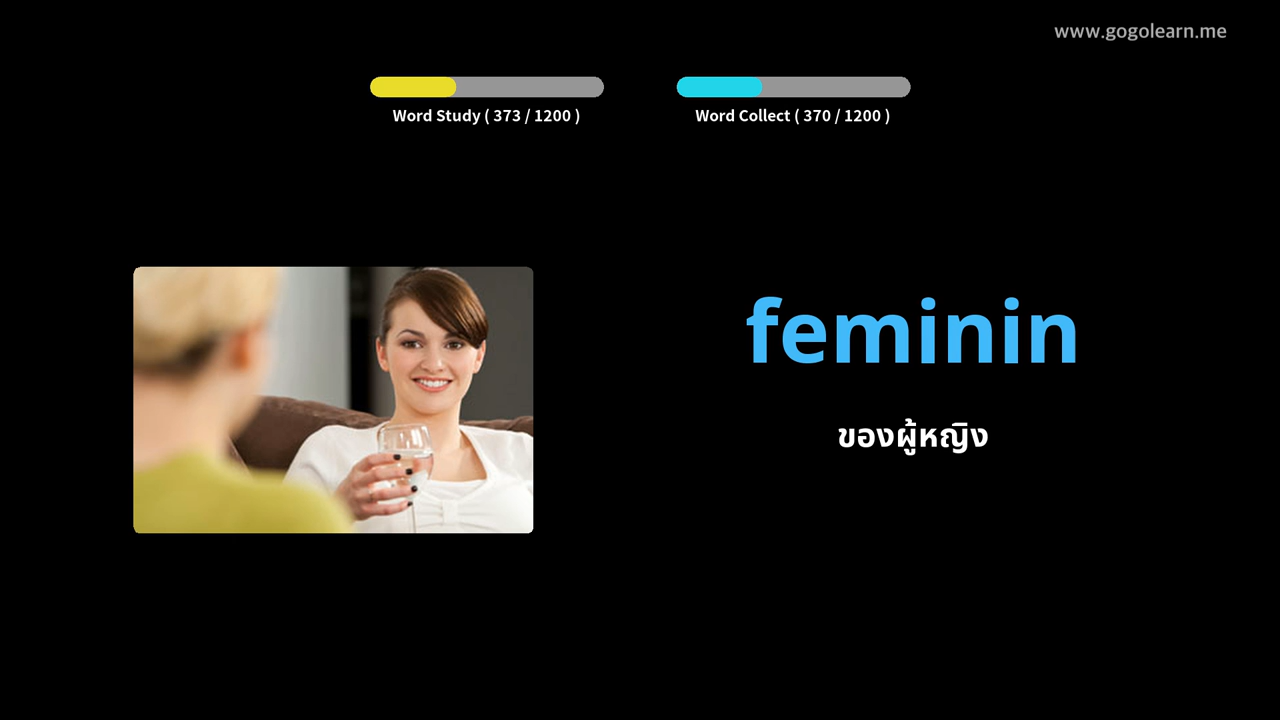 www.gogolearn.me
Word Study ( 373 / 1200 )
Word Collect ( 370 / 1200 )
feminin
ของผู้หญิง